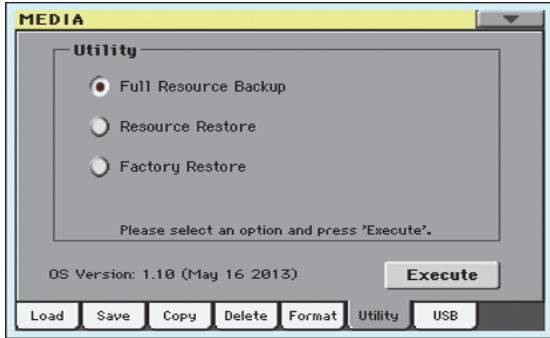 MEDIA
Utility
Full Resource Backup
Resource Restore
Factory Restore
Please select an option and press 'Execute'.
OS Version: 1.10 (May 16 2013)
Execute
Load Save Copy Delete Format Utility USB